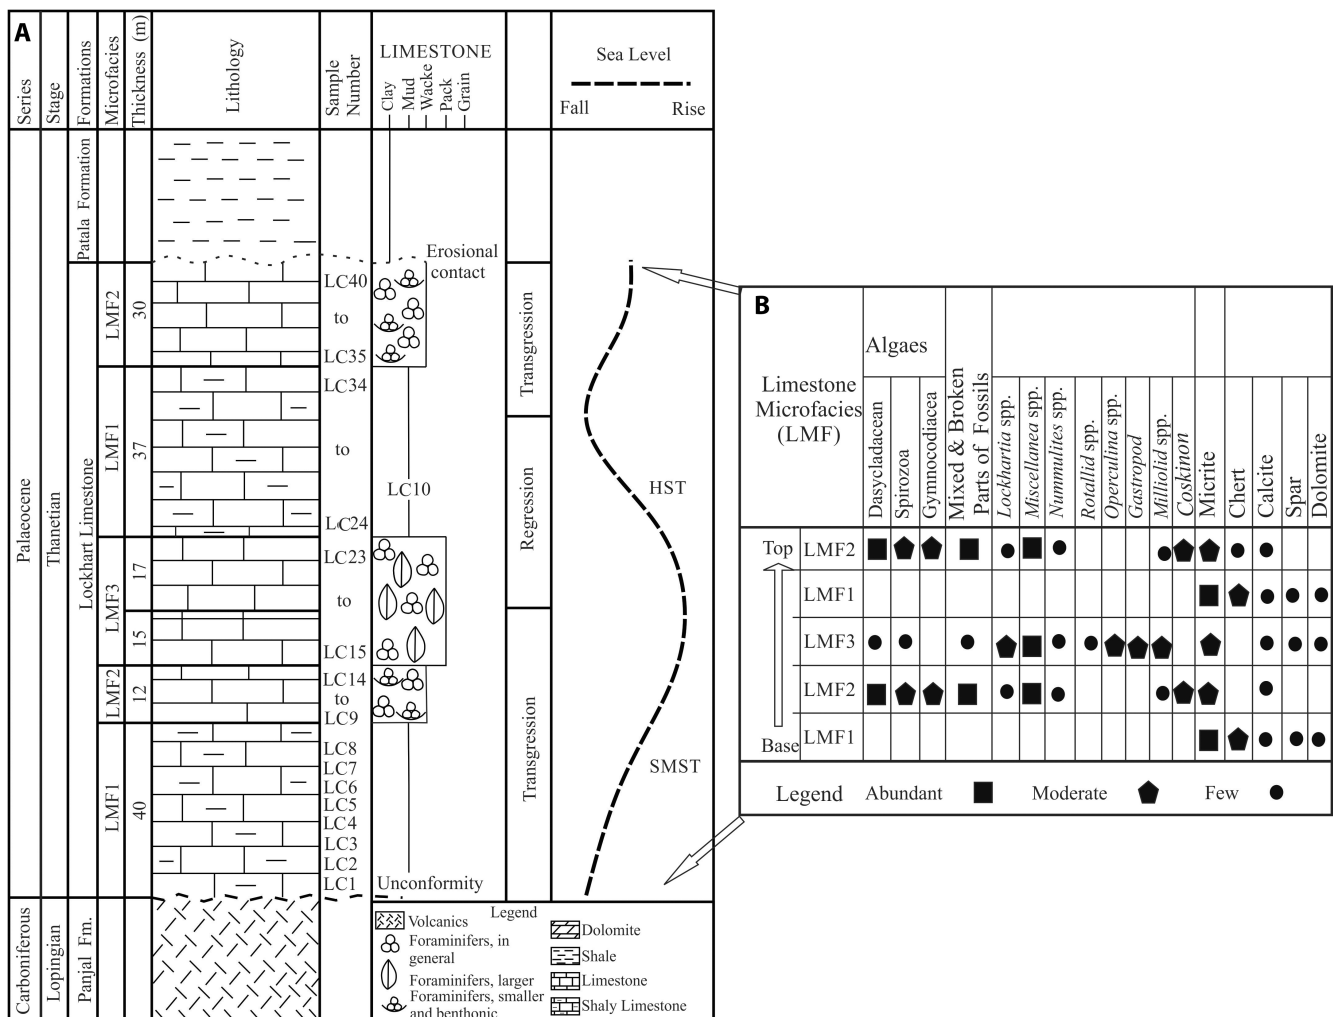 A
Series
Stage
Formations
Microfacies
Thickness (m)
Lithology
Sample
Number
LIMESTONE
Clay
Mud
Wacke
Pack
Grain
Sea Level
Fall
Rise
Palaeocene
Thanetian
Patala Formation
Lockhart Limestone
LMF2
30
LC40
to
LC35
Erosional
contact
Transgression
LMF1
37
LC34
to
LC24
LC10
HST
Regression
LMF3
17
15
LC23
to
LC15
LMF2
12
LC14
to
LC9
Transgression
SMST
LMF1
40
LC8
LC7
LC6
LC5
LC4
LC3
LC2
LC1
Unconformity
Carboniferous
Lopingian
Panjal Fm.
Legend
Volcanics
Foraminifers, in
general
Foraminifers, larger
Foraminifers, smaller
and benthonic
Dolomite
Shale
Limestone
Shaly Limestone
B
Limestone
Microfacies
(LMF)
Algaes
Dasycladacean
Spirozoa
Gymnocodiacea
Mixed & Broken
Parts of Fossils
Lockhartia spp.
Miscellanea spp.
Nummulites spp.
Rotallid spp.
Operculina spp.
Gastropod
Milliolid spp.
Coskinon
Micrite
Chert
Calcite
Spar
Dolomite
Top
LMF2
LMF1
LMF3
LMF2
Base
LMF1
Legend
Abundant
Moderate
Few